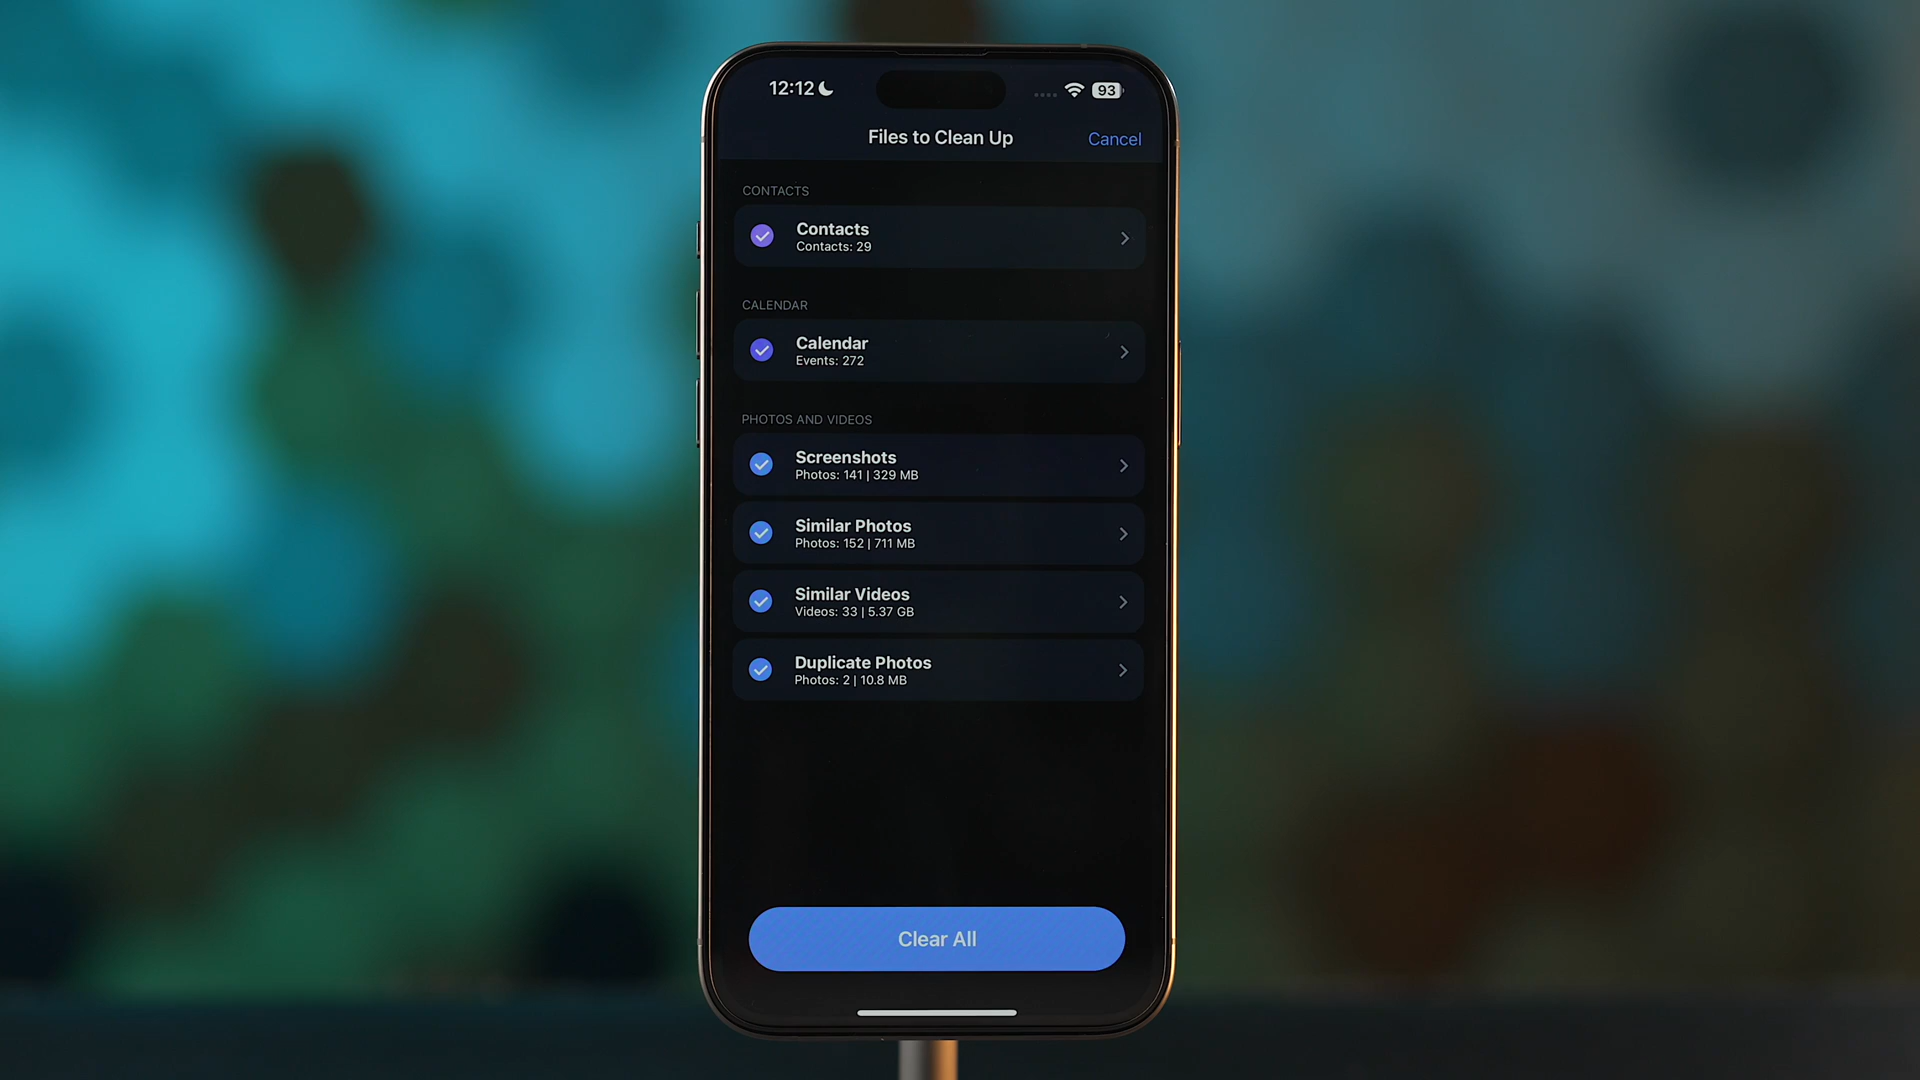 12:12
93
Files to Clean Up
Cancel
CONTACTS
Contacts
Contacts: 29
CALENDAR
Calendar
Events: 272
PHOTOS AND VIDEOS
Screenshots
Photos: 141 | 329 MB
Similar Photos
Photos: 152 | 711 MB
Similar Videos
Videos: 33 | 5.37 GB
Duplicate Photos
Photos: 2 | 10.8 MB
Clear All